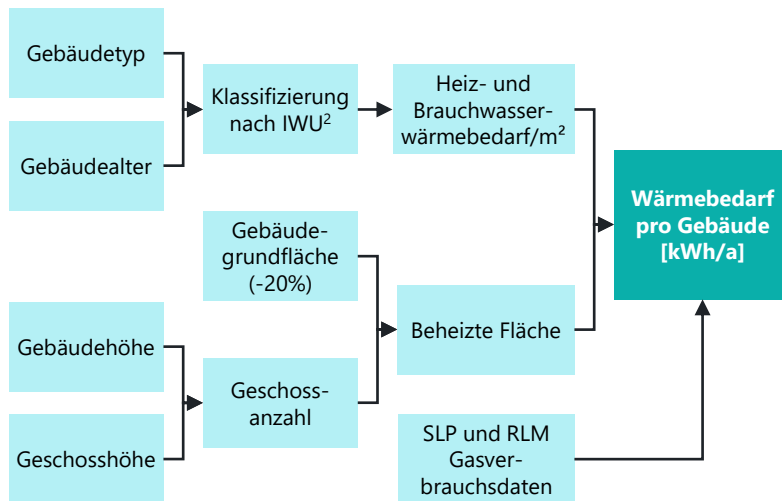 Gebäudetyp
Gebäudealter
Klassifizierung
nach IWU²
Heiz- und
Brauchwasser-
wärmebedarf/m²
Wärmebedarf
pro Gebäude
[kWh/a]
Gebäude-
grundfläche
(-20%)
Gebäudehöhe
Geschosshöhe
Geschoss-
anzahl
Beheizte Fläche
SLP und RLM
Gasver-
brauchsdaten